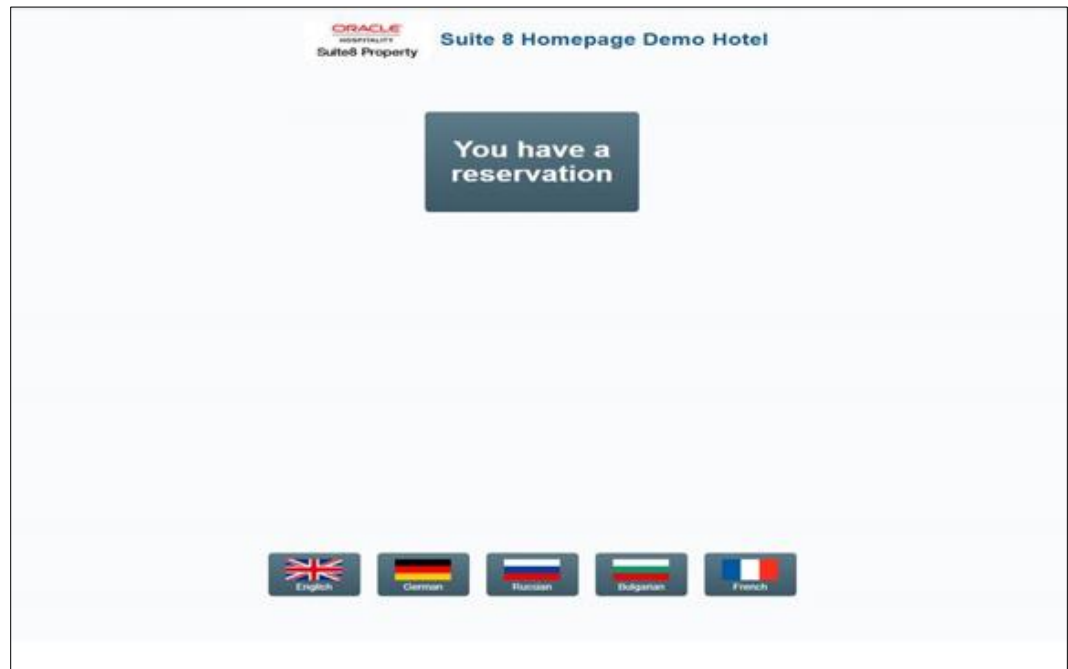 ORACLE
HOSPITALITY
Suite8 Property
Suite 8 Homepage Demo Hotel
You have a
reservation
English
German
Russian
Bulgarian
French